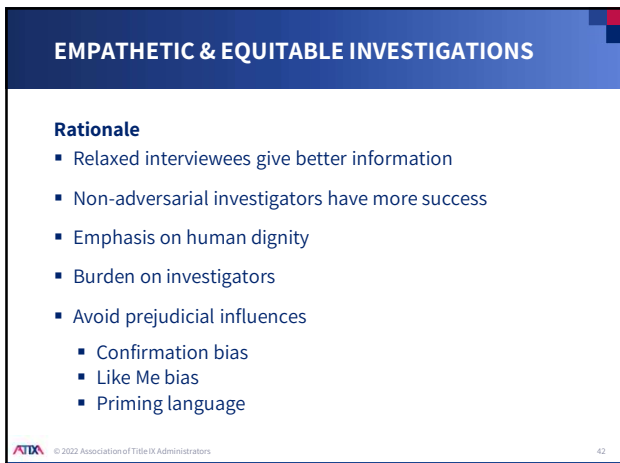 EMPATHETIC & EQUITABLE INVESTIGATIONS
Rationale
▪ Relaxed interviewees give better information
▪ Non-adversarial investigators have more success
▪ Emphasis on human dignity
▪ Burden on investigators
▪ Avoid prejudicial influences
▪ Confirmation bias
▪ Like Me bias
▪ Priming language
ATIXA © 2022 Association of Title IX Administrators 42